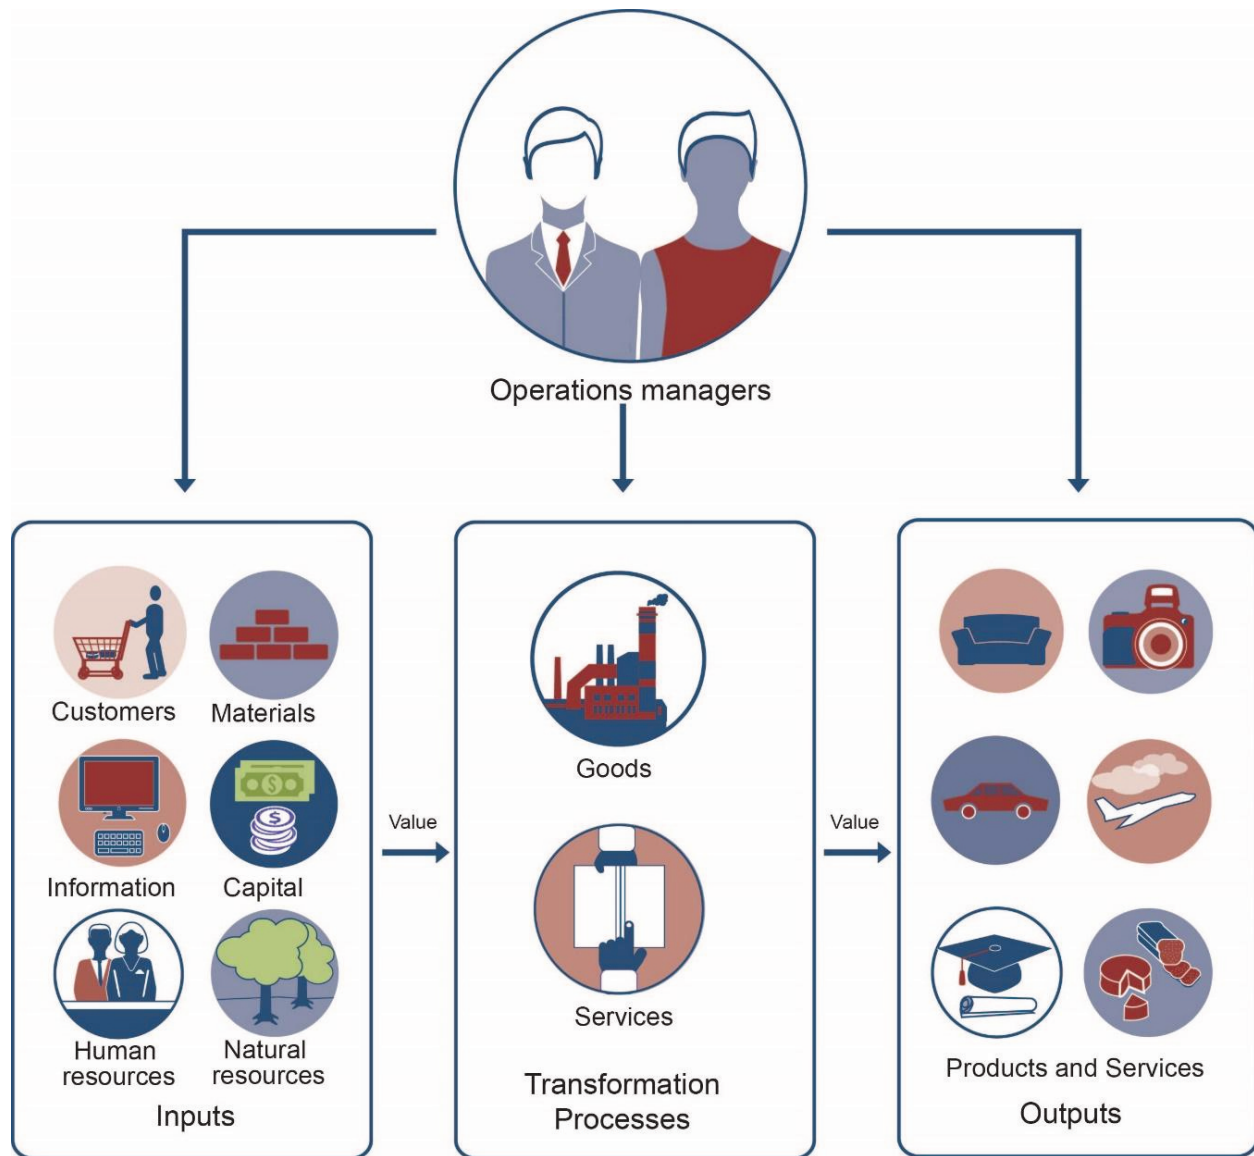 Operations managers
Customers
Materials
Information
$
$
Capital
Human
resources
Natural
resources
Inputs
Value
Goods
Services
Transformation
Processes
Value
Products and Services
Outputs